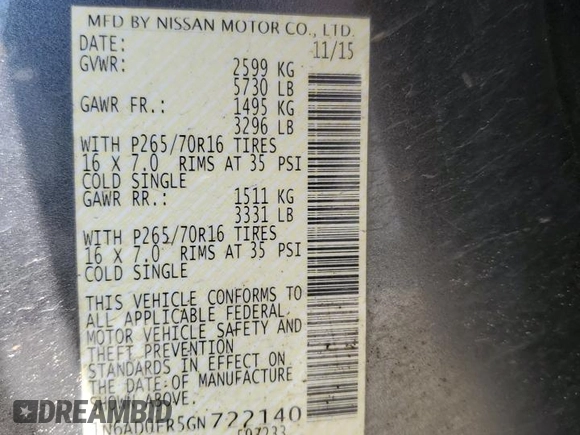 MFD BY NISSAN MOTOR CO., LTD.
DATE: 11/15
GVWR: 2599 KG
5730 LB
GAWR FR.: 1495 KG
3296 LB
WITH P265/70R16 TIRES
16 X 7.0 RIMS AT 35 PSI
COLD SINGLE
GAWR RR.: 1511 KG
3331 LB
WITH P265/70R16 TIRES
16 X 7.0 RIMS AT 35 PSI
COLD SINGLE
THIS VEHICLE CONFORMS TO
ALL APPLICABLE FEDERAL
MOTOR VEHICLE SAFETY AND
THEFT PREVENTION
STANDARDS IN EFFECT ON
THE DATE OF MANUFACTURE
SHOWN ABOVE.
722140
DREAMBID